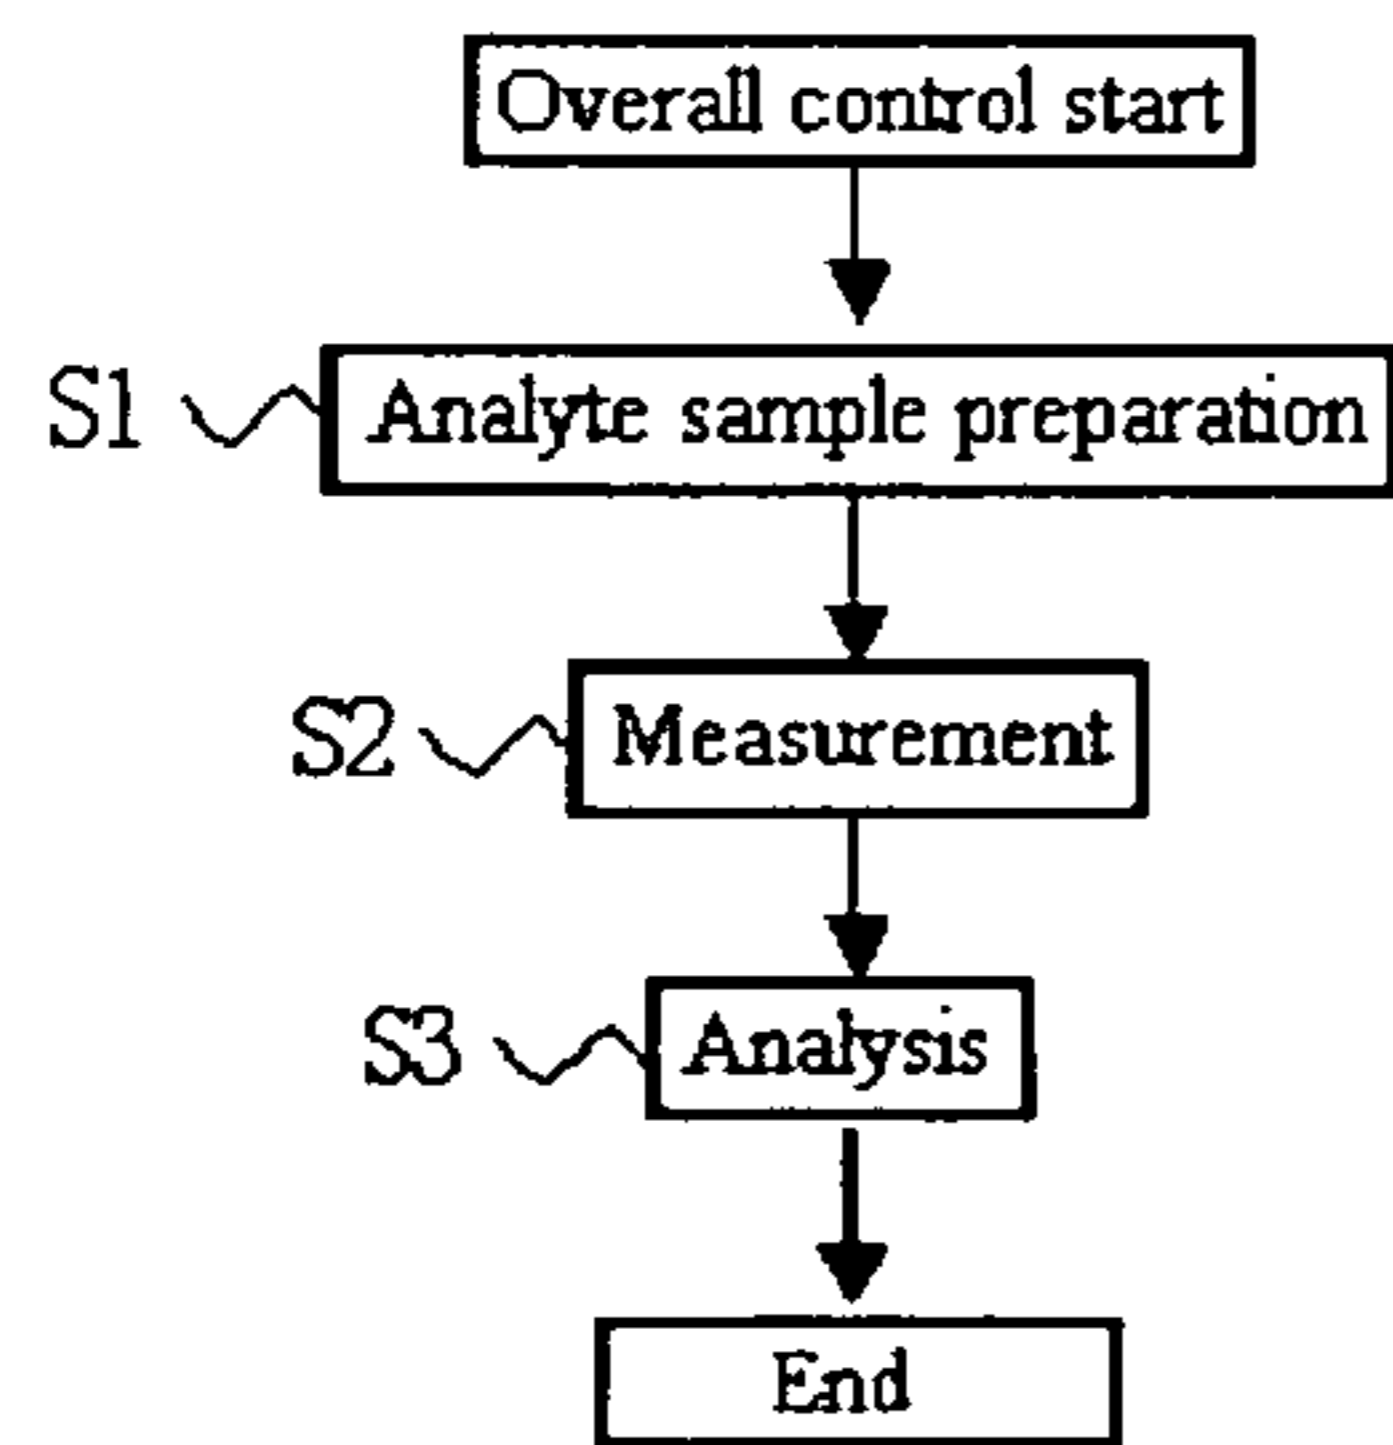 Overall control start
S1 Analyte sample preparation
S2 Measurement
S3 Analysis
End